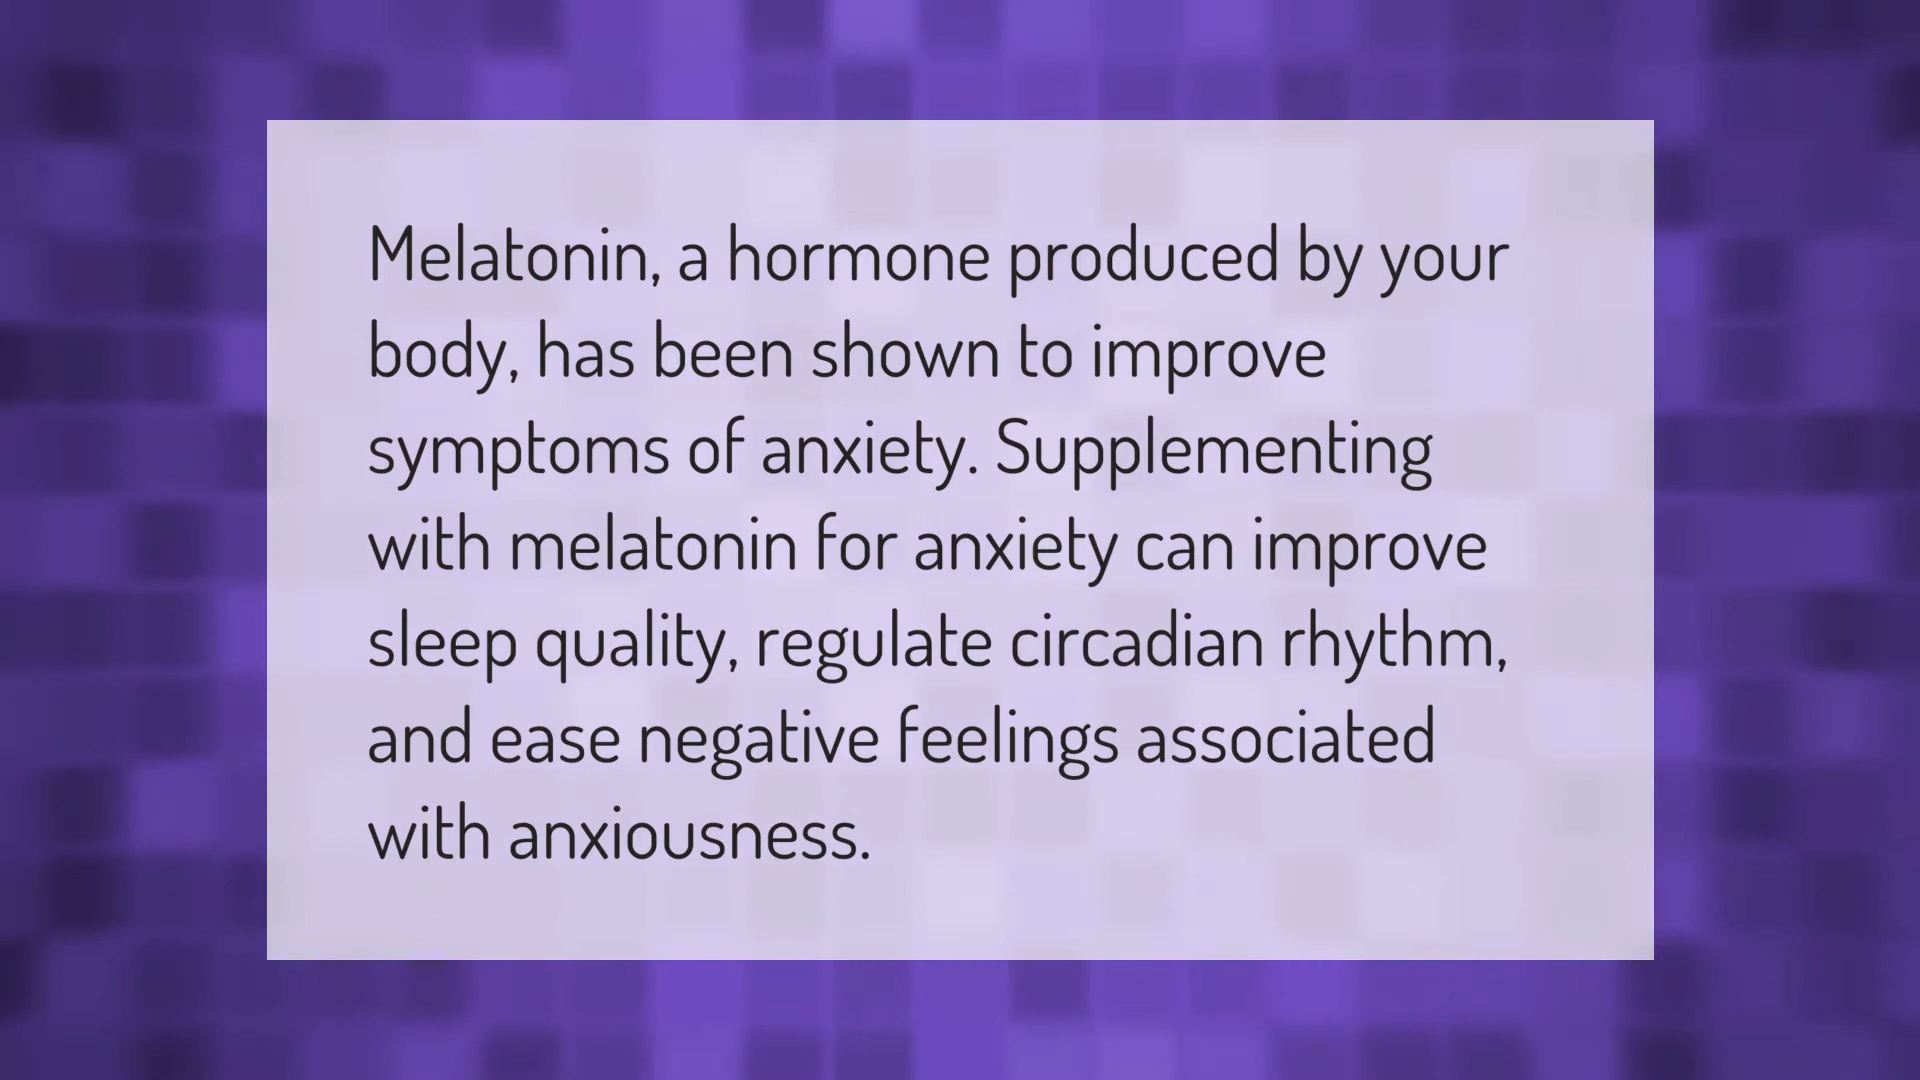 Melatonin, a hormone produced by your
body, has been shown to improve
symptoms of anxiety. Supplementing
with melatonin for anxiety can improve
sleep quality, regulate circadian rhythm,
and ease negative feelings associated
with anxiousness.